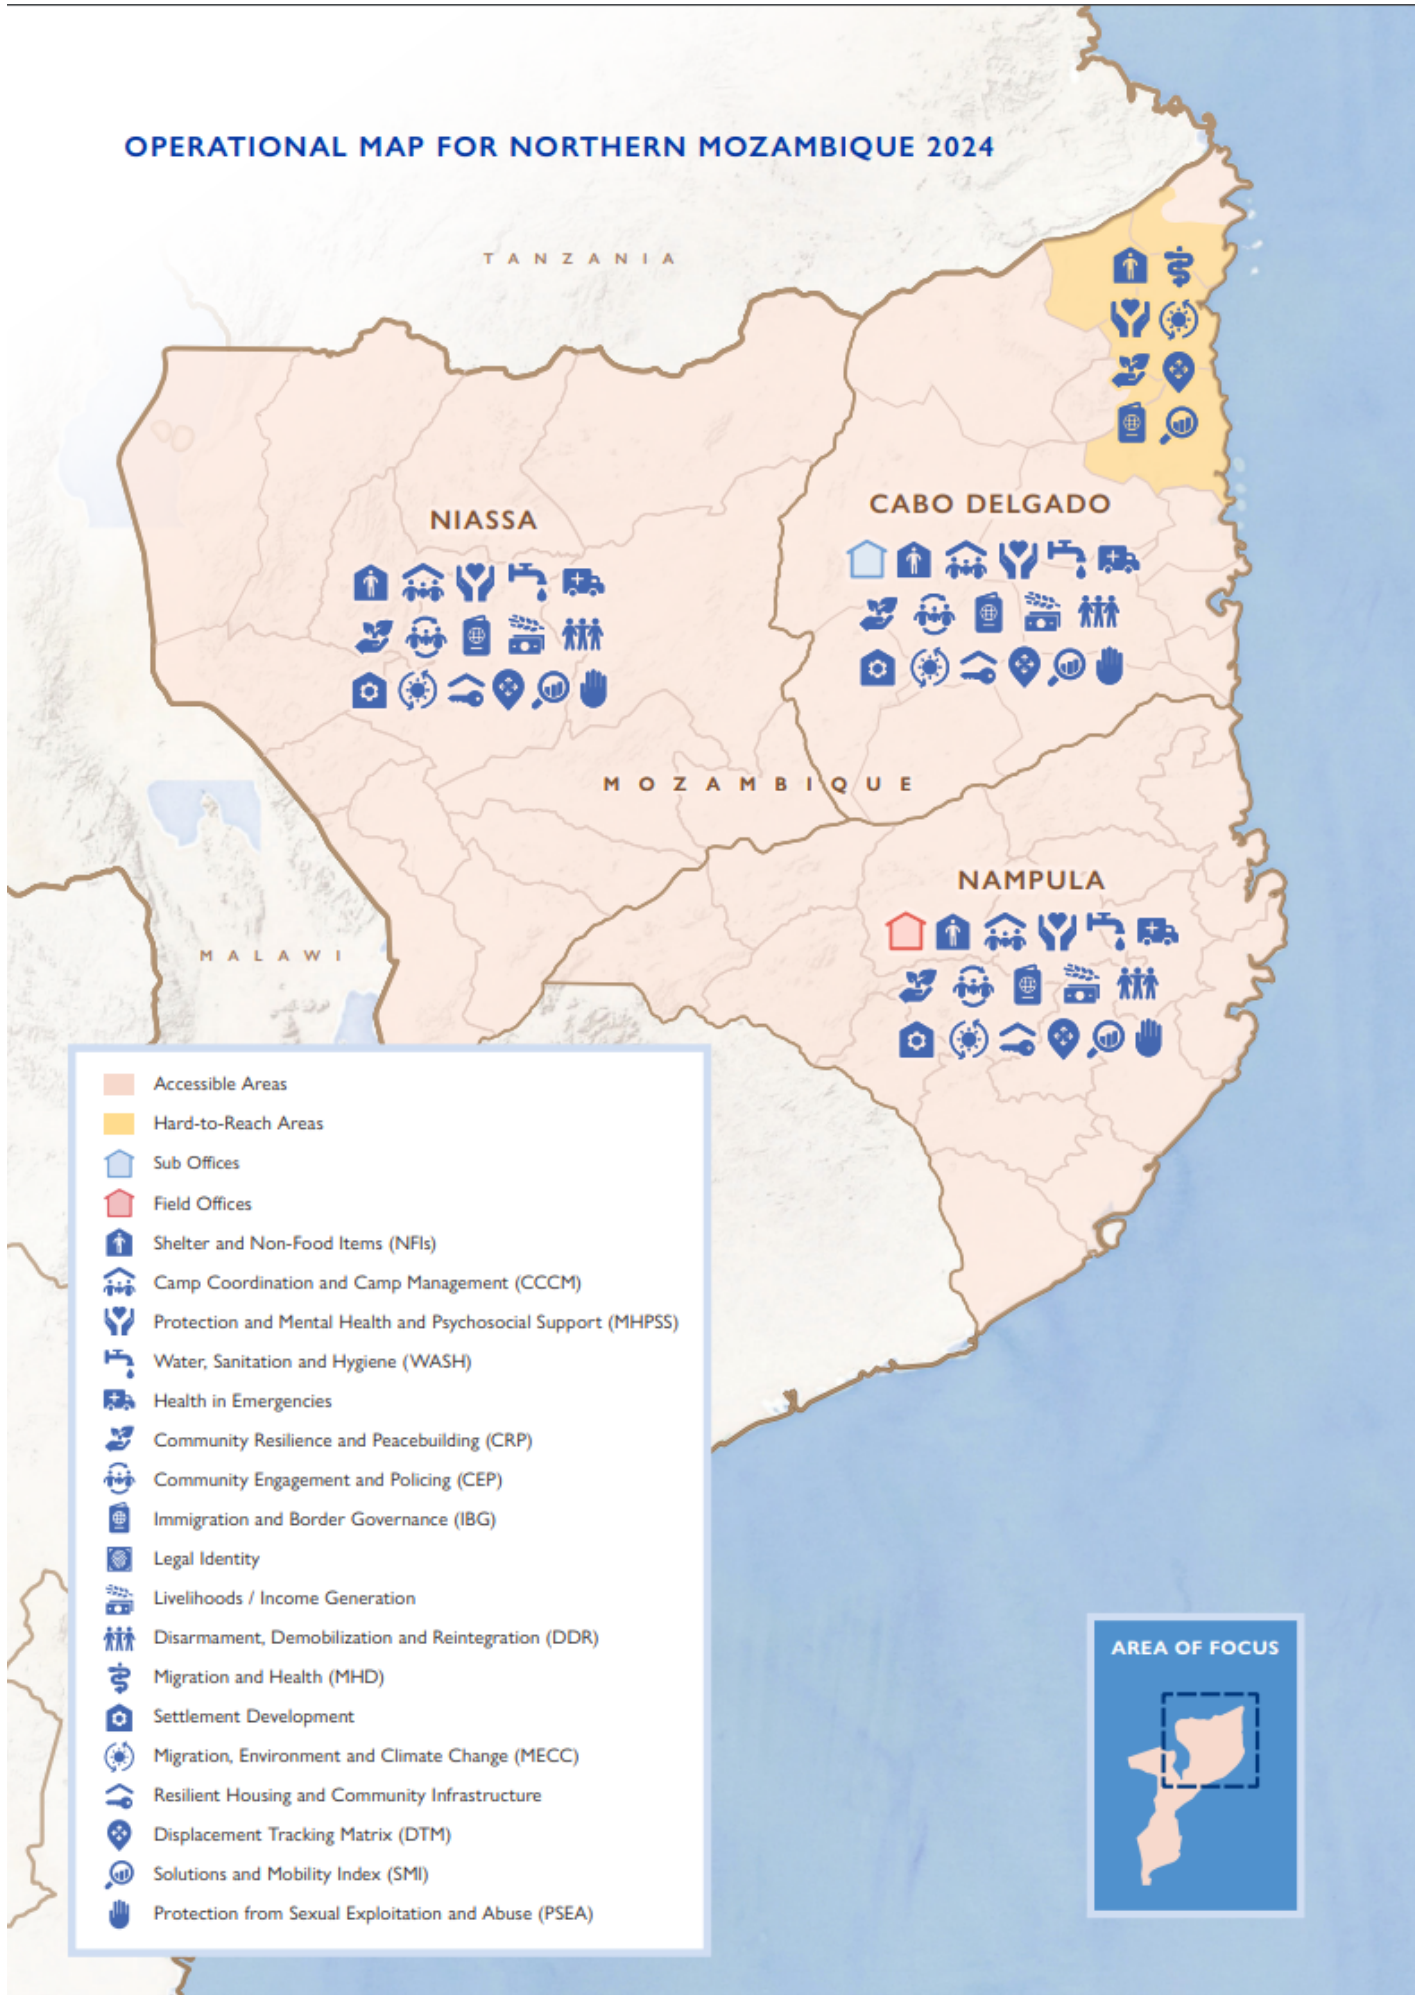 OPERATIONAL MAP FOR NORTHERN MOZAMBIQUE 2024
TANZANIA
CABO DELGADO
NIASSA
MOZAMBIQUE
NAMPULA
MALAWI
Accessible Areas
Hard-to-Reach Areas
Sub Offices
Field Offices
Shelter and Non-Food Items (NFIs)
Camp Coordination and Camp Management (CCCM)
Protection and Mental Health and Psychosocial Support (MHPSS)
Water, Sanitation and Hygiene (WASH)
Health in Emergencies
Community Resilience and Peacebuilding (CRP)
Community Engagement and Policing (CEP)
Immigration and Border Governance (IBG)
Legal Identity
Livelihoods / Income Generation
Disarmament, Demobilization and Reintegration (DDR)
Migration and Health (MHD)
Settlement Development
Migration, Environment and Climate Change (MECC)
Resilient Housing and Community Infrastructure
Displacement Tracking Matrix (DTM)
Solutions and Mobility Index (SMI)
Protection from Sexual Exploitation and Abuse (PSEA)
AREA OF FOCUS